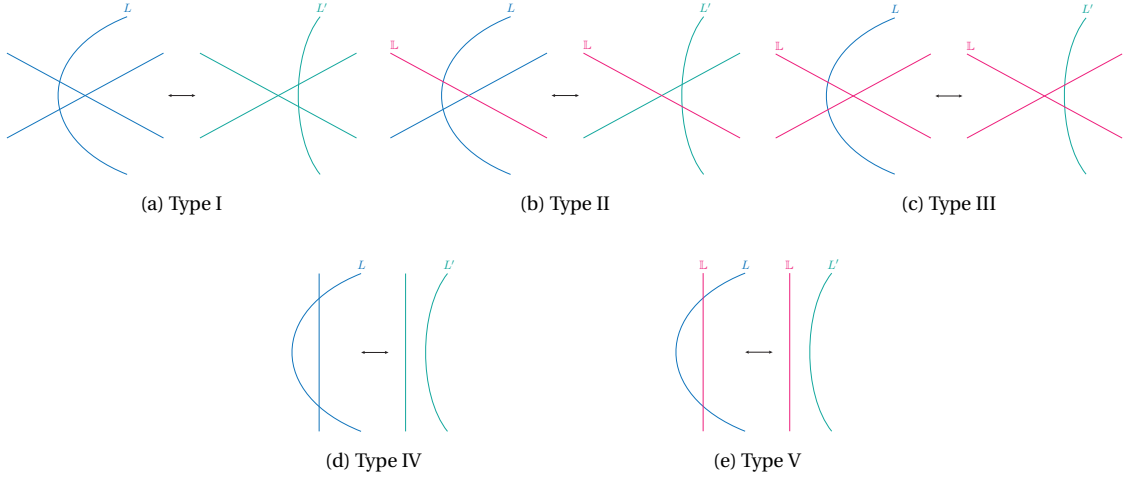 L L′ 𝕃 L 𝕃 L′ 𝕃 L 𝕃 L′
(a) Type I (b) Type II (c) Type III
L L′ 𝕃 L 𝕃 L′
(d) Type IV (e) Type V